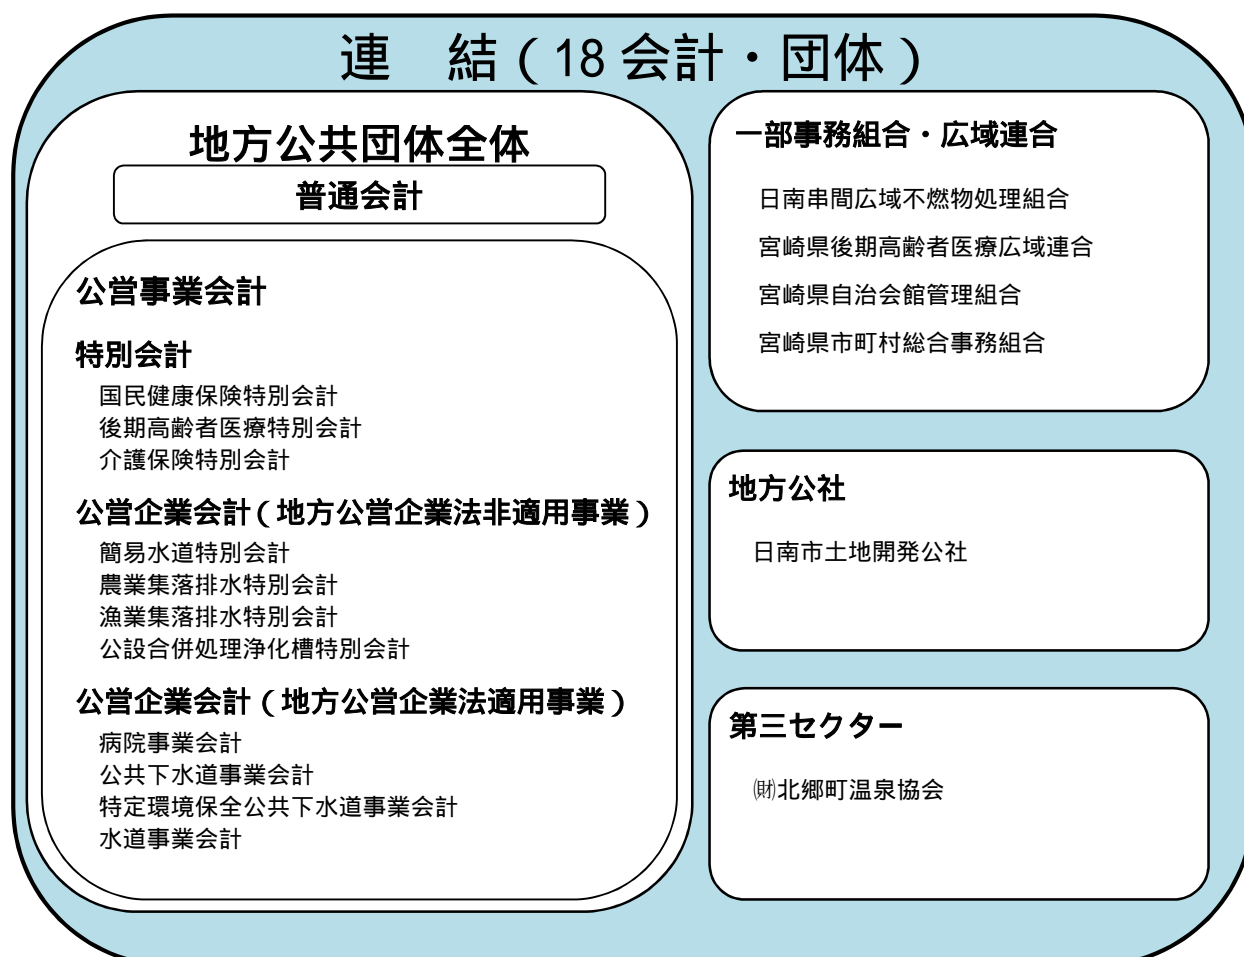 連　結（18会計・団体）
地方公共団体全体
普通会計
公営事業会計
特別会計
国民健康保険特別会計
後期高齢者医療特別会計
介護保険特別会計
公営企業会計（地方公営企業法非適用事業）
簡易水道特別会計
農業集落排水特別会計
漁業集落排水特別会計
公設合併処理浄化槽特別会計
公営企業会計（地方公営企業法適用事業）
病院事業会計
公共下水道事業会計
特定環境保全公共下水道事業会計
水道事業会計
一部事務組合・広域連合
日南串間広域不燃物処理組合
宮崎県後期高齢者医療広域連合
宮崎県自治会館管理組合
宮崎県市町村総合事務組合
地方公社
日南市土地開発公社
第三セクター
㈶北郷町温泉協会